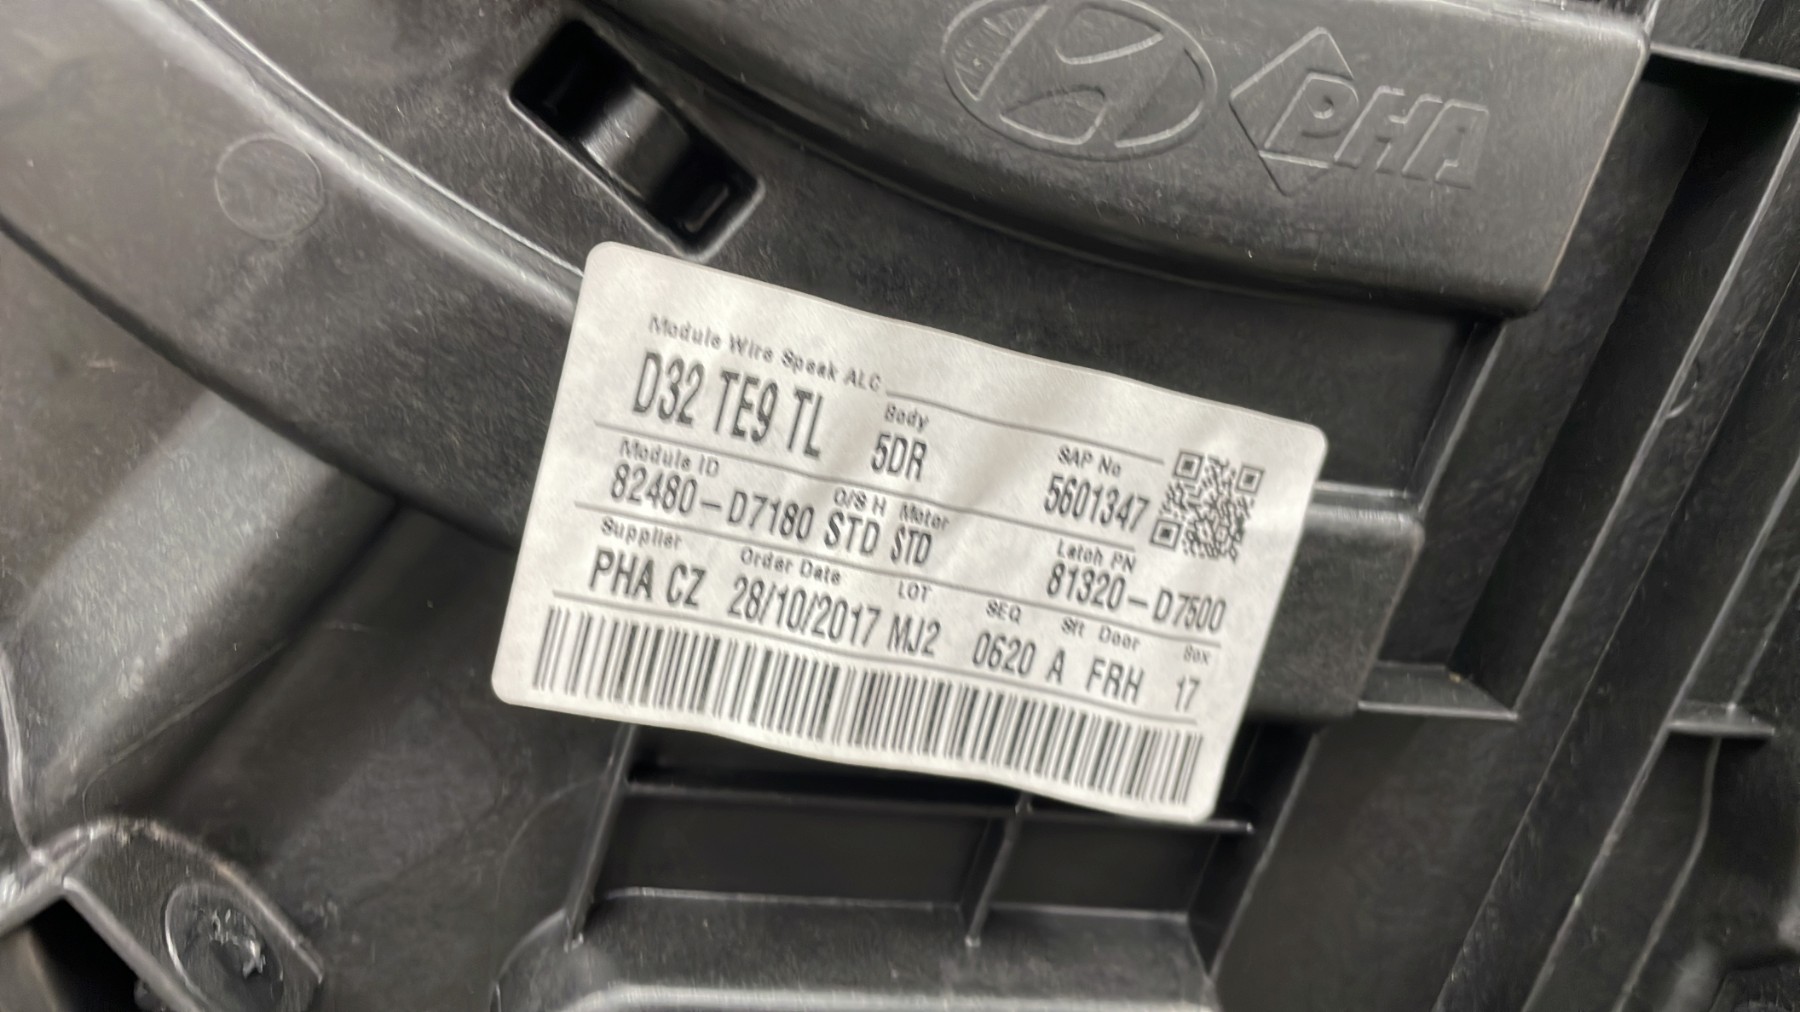 PHA
Module Wire Speak ALC
D32 TE9 TL
Body
5DR
SAP No
5601347
Module ID
82480-D7180
O/S H Motor
STD STD
Latch PN
81320-D7500
Supplier
PHA CZ
Order Date
28/10/2017
LOT
MJ2
SEQ
0620
Sft
A
Door
FRH
Box
17